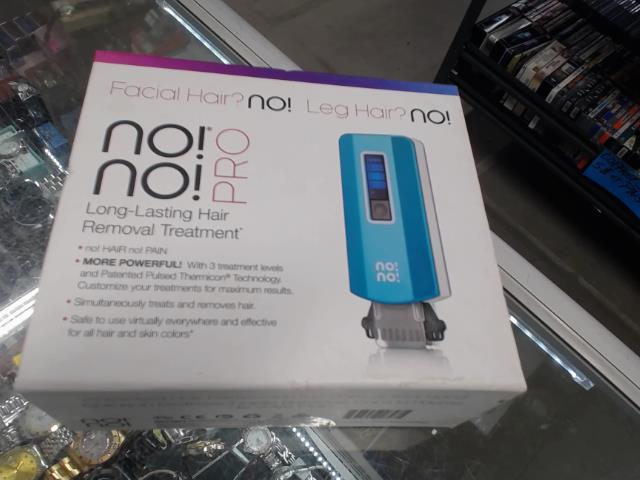 Facial Hair? no! Leg Hair? no!
no!®
no! PRO
Long-Lasting Hair
Removal Treatment*
• no! HAIR no! PAIN
• MORE POWERFUL! With 3 treatment levels
and Patented Pulsed Thermicon® Technology.
Customize your treatments for maximum results.
• Simultaneously treats and removes hair.
• Safe to use virtually everywhere and effective
for all hair and skin colors*
no!
no!
no!